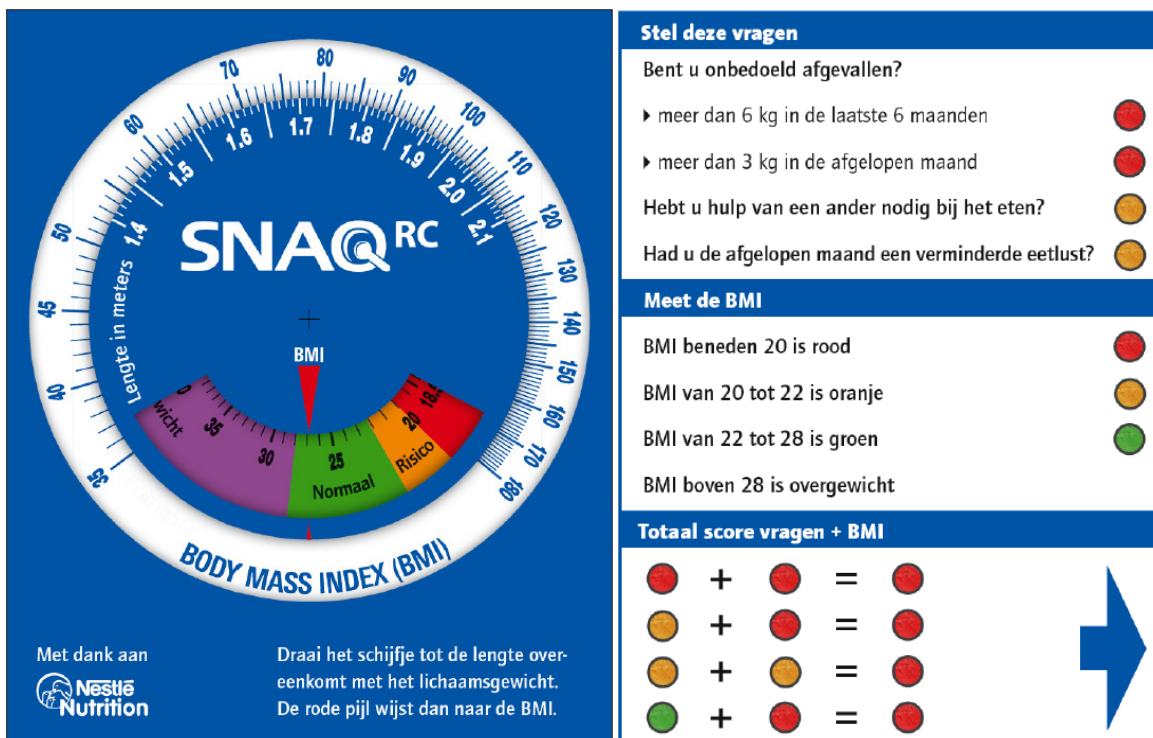 35
40
45
50
60
70
80
90
100
110
120
130
140
150
160
170
180
Lengte in meters
1.4
1.5
1.6
1.7
1.8
1.9
2.0
2.1
SNAQ RC
BMI
wicht
35
30
25
20
18.5
Normaal
Risico
BODY MASS INDEX (BMI)
Met dank aan
Nestlé
Nutrition
Draai het schijfje tot de lengte over-
eenkomt met het lichaamsgewicht.
De rode pijl wijst dan naar de BMI.
Stel deze vragen
Bent u onbedoeld afgevallen?
meer dan 6 kg in de laatste 6 maanden
meer dan 3 kg in de afgelopen maand
Hebt u hulp van een ander nodig bij het eten?
Had u de afgelopen maand een verminderde eetlust?
Meet de BMI
BMI beneden 20 is rood
BMI van 20 tot 22 is oranje
BMI van 22 tot 28 is groen
BMI boven 28 is overgewicht
Totaal score vragen + BMI
+ =
+ =
+ =
+ =